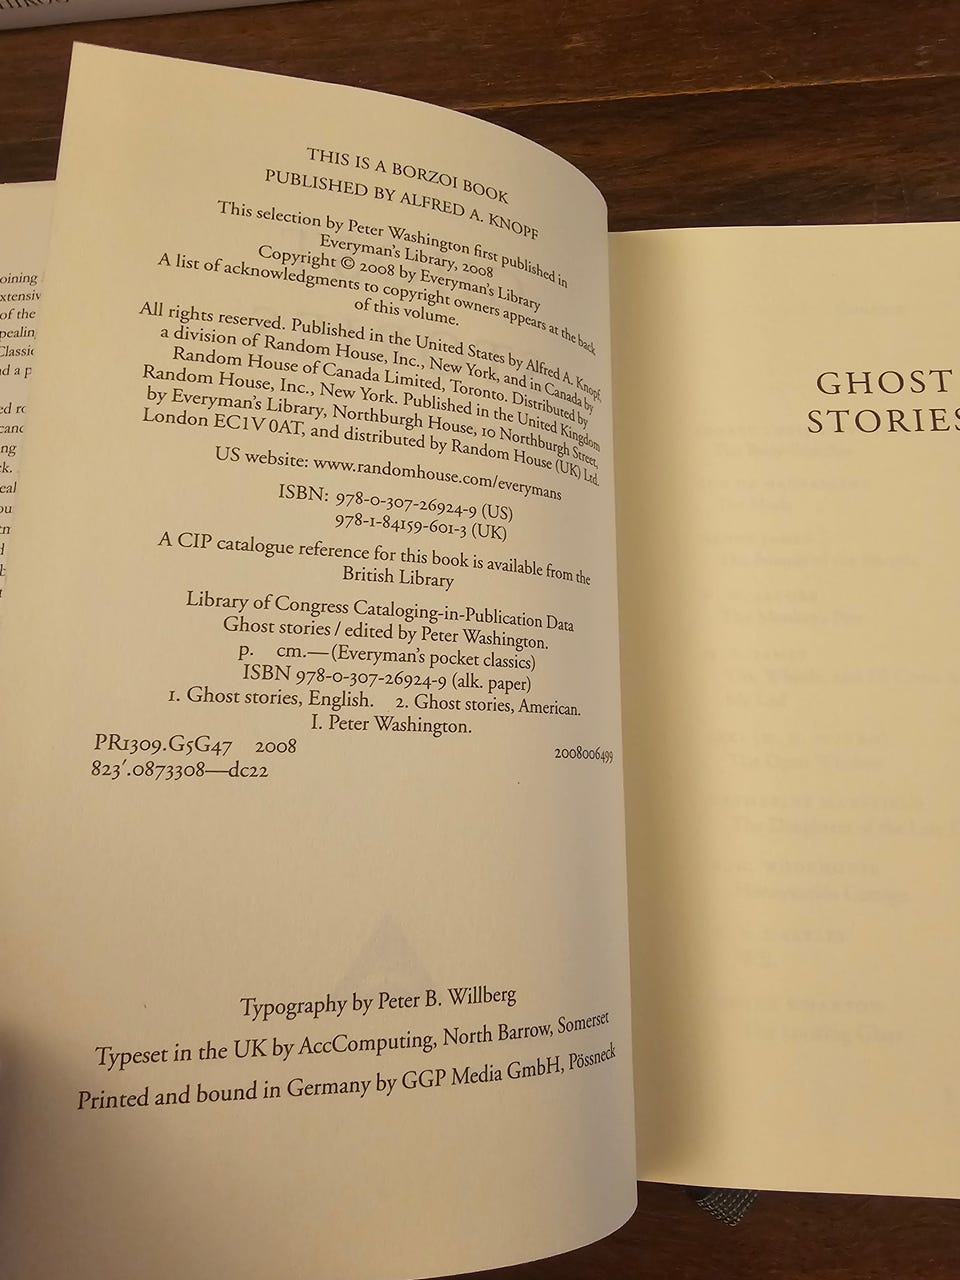 THIS IS A BORZOI BOOK
PUBLISHED BY ALFRED A. KNOPF
This selection by Peter Washington first published in
Everyman's Library, 2008
Copyright © 2008 by Everyman's Library
A list of acknowledgments to copyright owners appears at the back
of this volume.
All rights reserved. Published in the United States by Alfred A. Knopf,
a division of Random House, Inc., New York, and in Canada by
Random House of Canada Limited, Toronto. Distributed by
Random House, Inc., New York. Published in the United Kingdom
by Everyman's Library, Northburgh House, 10 Northburgh Street,
London EC1V 0AT, and distributed by Random House (UK) Ltd.
US website: www.randomhouse.com/everymans
ISBN: 978-0-307-26924-9 (US)
978-1-84159-601-3 (UK)
A CIP catalogue reference for this book is available from the
British Library
Library of Congress Cataloging-in-Publication Data
Ghost stories / edited by Peter Washington.
p. cm.—(Everyman's pocket classics)
ISBN 978-0-307-26924-9 (alk. paper)
1. Ghost stories, English. 2. Ghost stories, American.
I. Peter Washington.
PR1309.G5G47 2008
2008006499
823′.0873308—dc22
Typography by Peter B. Willberg
Typeset in the UK by AccComputing, North Barrow, Somerset
Printed and bound in Germany by GGP Media GmbH, Pössneck
GHOST
STORIES